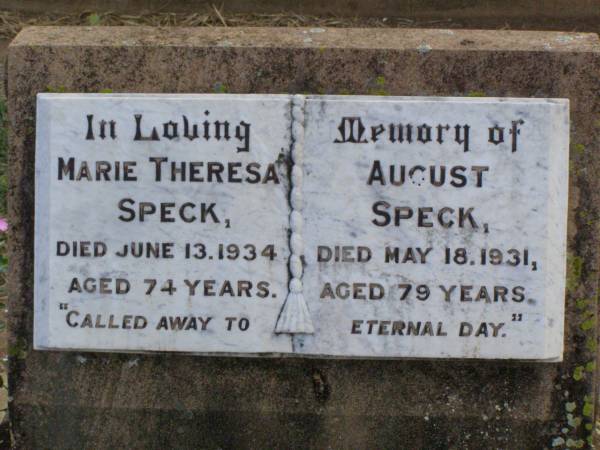 In Loving
MARIE THERESA
SPECK,
DIED JUNE 13.1934
AGED 74 YEARS.
"CALLED AWAY TO
Memory of
AUGUST
SPECK,
DIED MAY 18.1931,
AGED 79 YEARS.
ETERNAL DAY."